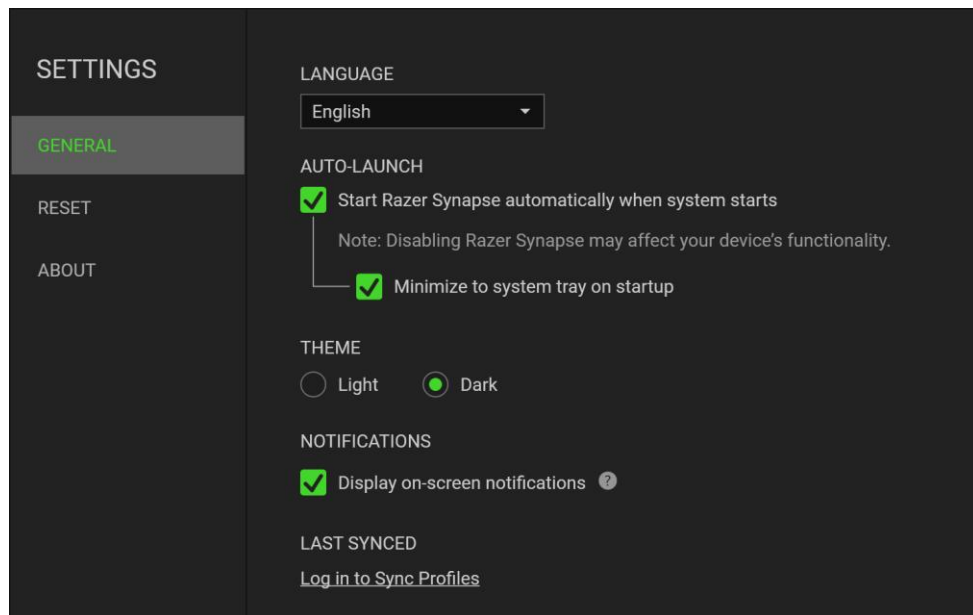 SETTINGS
GENERAL
RESET
ABOUT
LANGUAGE
English
AUTO-LAUNCH
Start Razer Synapse automatically when system starts
Note: Disabling Razer Synapse may affect your device’s functionality.
Minimize to system tray on startup
THEME
Light
Dark
NOTIFICATIONS
Display on-screen notifications ?
LAST SYNCED
Log in to Sync Profiles